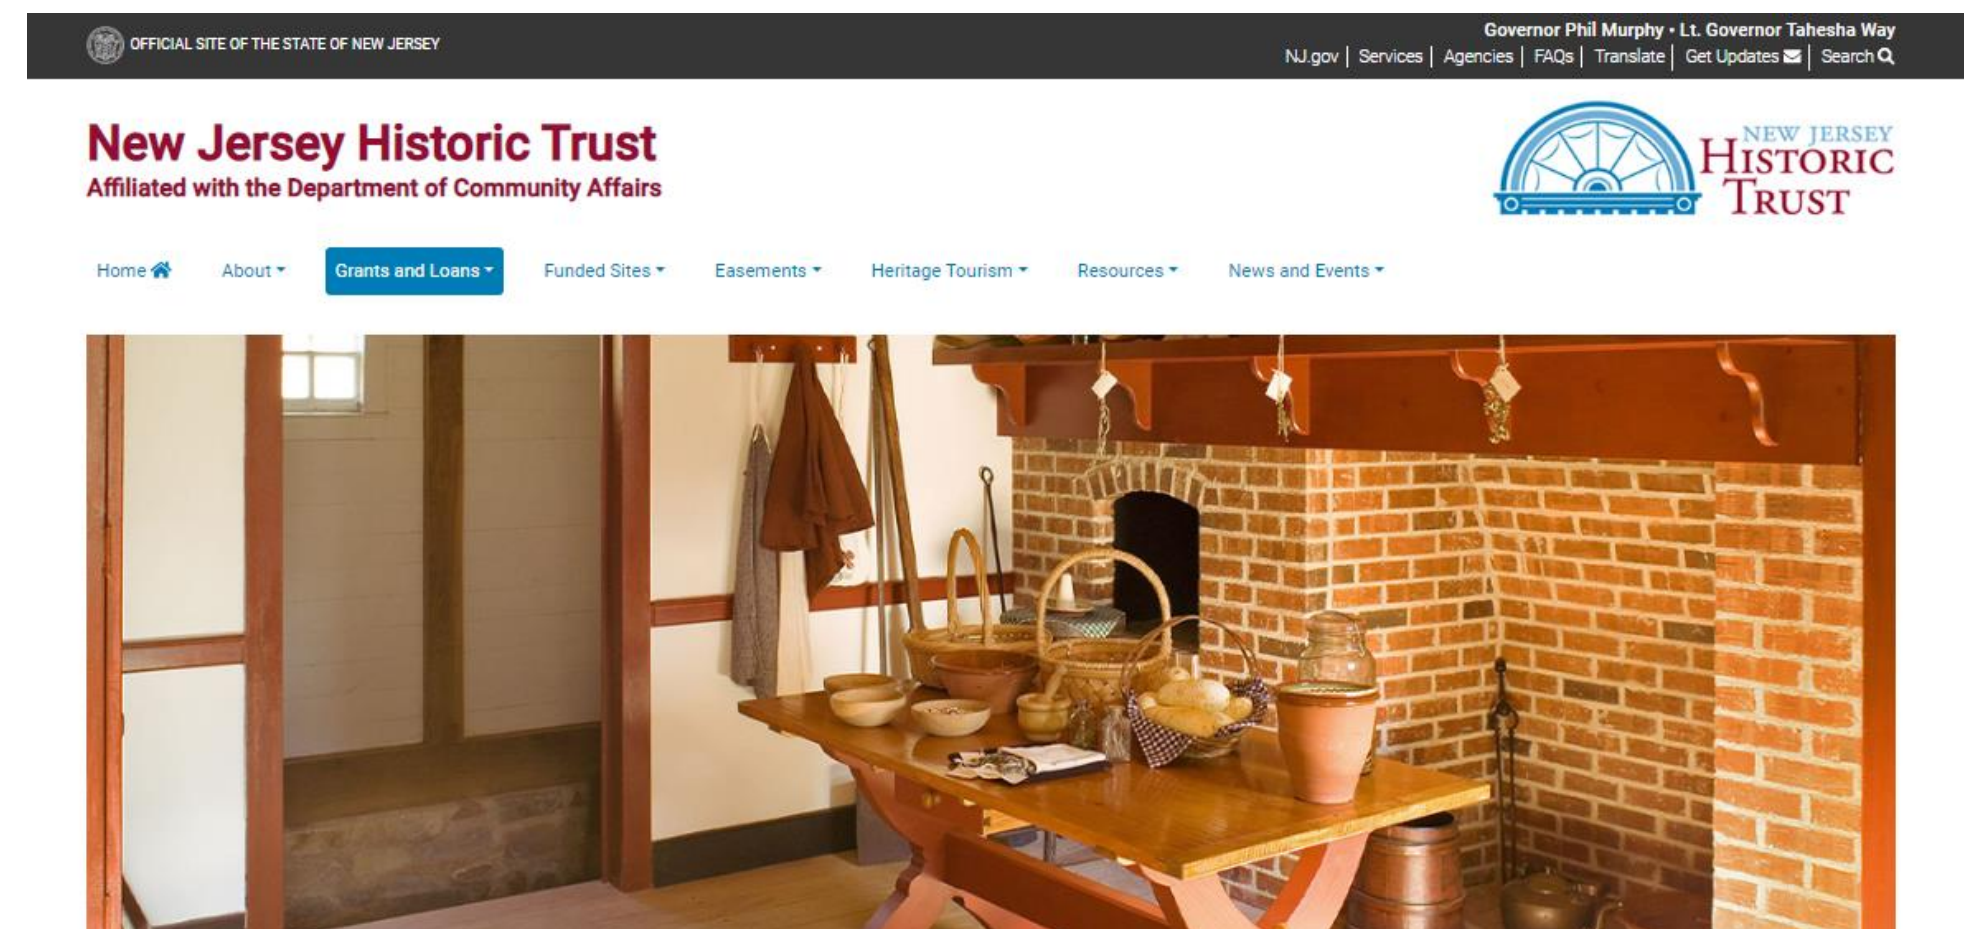 OFFICIAL SITE OF THE STATE OF NEW JERSEY
Governor Phil Murphy • Lt. Governor Tahesha Way
NJ.gov | Services | Agencies | FAQs | Translate | Get Updates | Search
New Jersey Historic Trust
Affiliated with the Department of Community Affairs
NEW JERSEY
HISTORIC
TRUST
Home About Grants and Loans Funded Sites Easements Heritage Tourism Resources News and Events